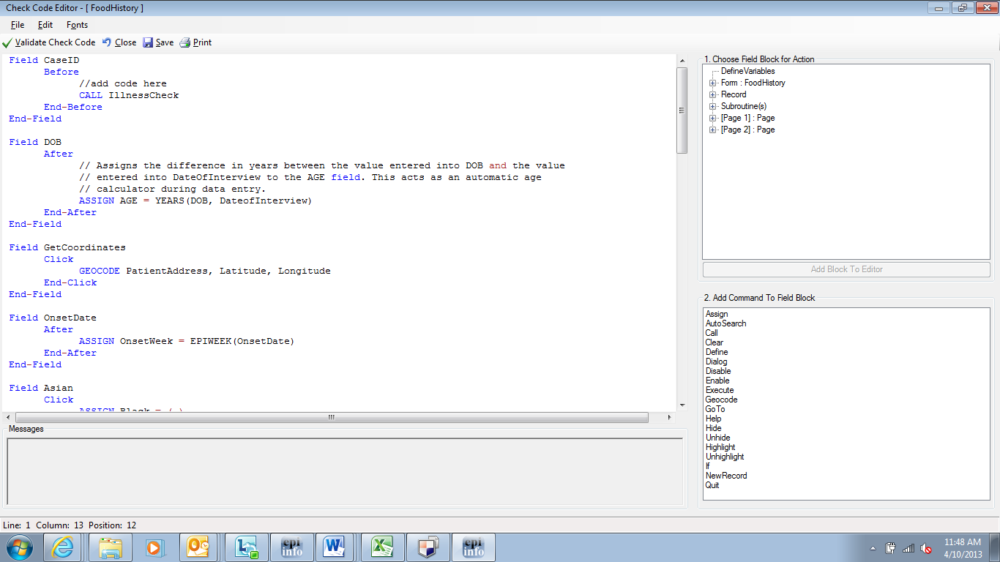 Check Code Editor - [ FoodHistory ]
File Edit Fonts
Validate Check Code Close Save Print
Field CaseID
Before
//add code here
CALL IllnessCheck
End-Before
End-Field
Field DOB
After
// Assigns the difference in years between the value entered into DOB and the value
// entered into DateOfInterview to the AGE field. This acts as an automatic age
// calculator during data entry.
ASSIGN AGE = YEARS(DOB, DateofInterview)
End-After
End-Field
Field GetCoordinates
Click
GEOCODE PatientAddress, Latitude, Longitude
End-Click
End-Field
Field OnsetDate
After
ASSIGN OnsetWeek = EPIWEEK(OnsetDate)
End-After
End-Field
Field Asian
Click
ASSIGN Black = (.)
Messages
1. Choose Field Block for Action
DefineVariables
Form : FoodHistory
Record
Subroutine(s)
[Page 1] : Page
[Page 2] : Page
Add Block To Editor
2. Add Command To Field Block
Assign
AutoSearch
Call
Clear
Define
Dialog
Disable
Enable
Execute
Geocode
GoTo
Help
Hide
Unhide
Highlight
Unhighlight
If
NewRecord
Quit
Line: 1 Column: 13 Position: 12
epi info
epi info
11:48 AM
4/10/2013